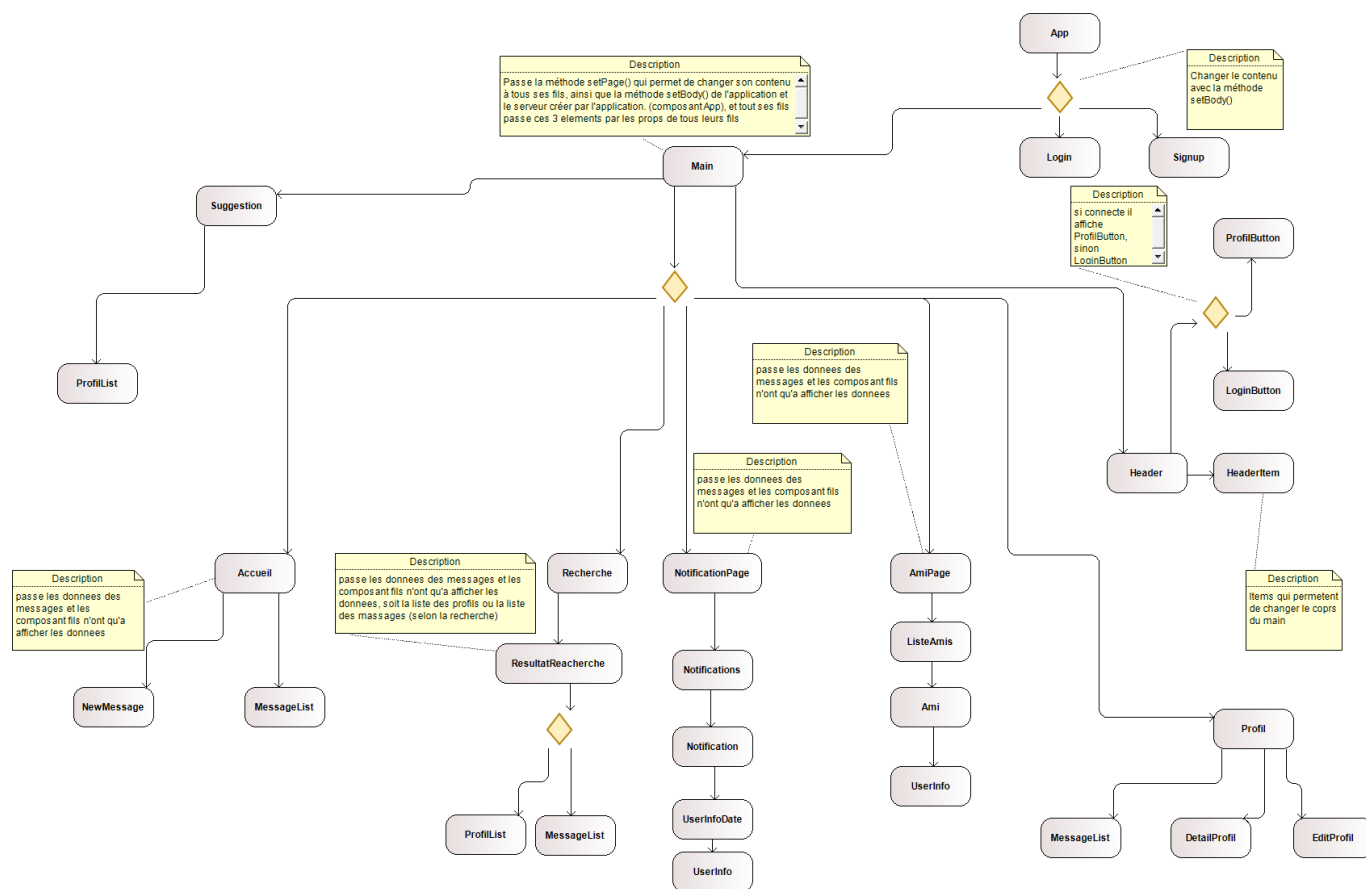 App
Description
Changer le contenu
avec la méthode
setBody()
Description
Passe la méthode setPage() qui permet de changer son contenu
à tous ses fils, ainsi que la méthode setBody() de l'application et
le serveur créer par l'application. (composant App), et tout ses fils
passe ces 3 elements par les props de tous leurs fils
Main
Login
Signup
Suggestion
Description
si connecte il
affiche
ProfilButton,
sinon
LoginButton
ProfilButton
ProfilList
LoginButton
Description
passe les donnees des
messages et les composant fils
n'ont qu'a afficher les donnees
Description
passe les donnees des
messages et les composant fils
n'ont qu'a afficher les donnees
Header
HeaderItem
Description
passe les donnees des
messages et les
composant fils n'ont qu'a
afficher les donnees
Accueil
Description
passe les donnees des messages et les
composant fils n'ont qu'a afficher les
donnees, soit la liste des profils ou la liste
des massages (selon la recherche)
Recherche
NotificationPage
AmiPage
Description
Items qui permetent
de changer le coprs
du main
ResultatReacherche
Notifications
ListeAmis
NewMessage
MessageList
Notification
Ami
Profil
UserInfo
ProfilList
MessageList
UserInfoDate
MessageList
DetailProfil
EditProfil
UserInfo